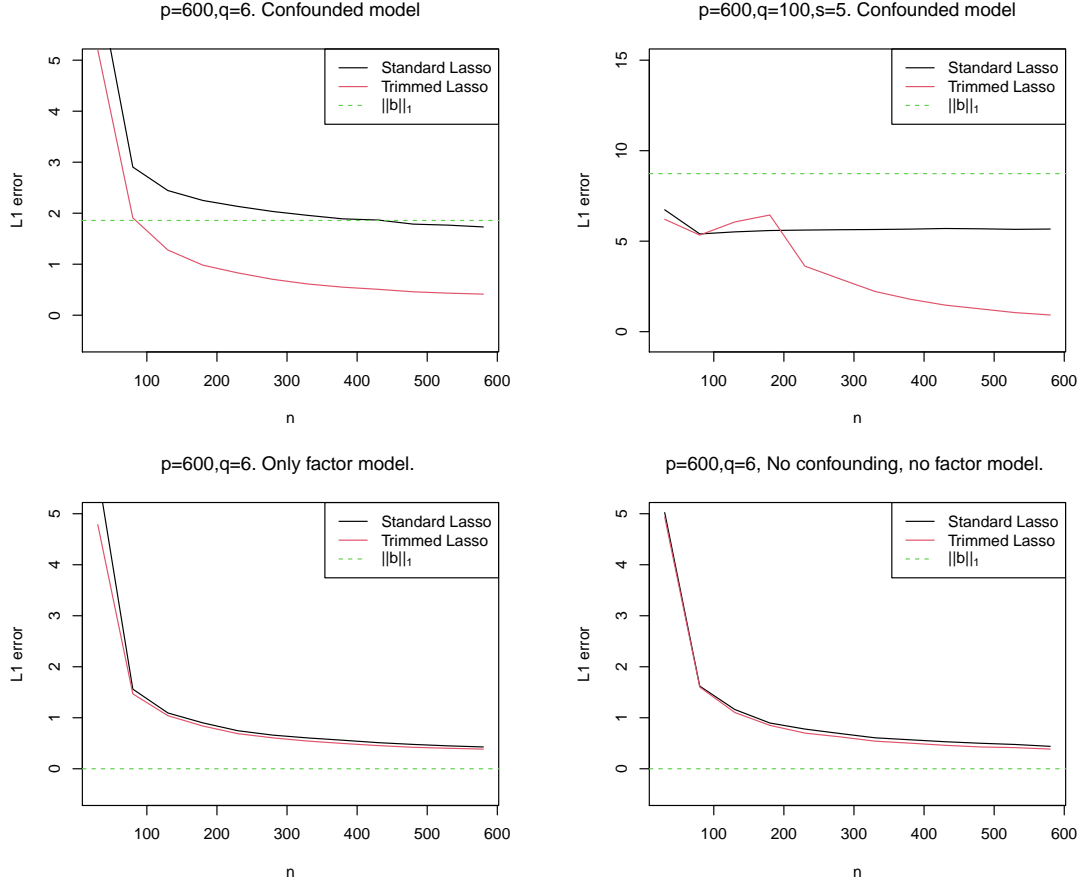 p=600,q=6. Confounded model
L1 error
5
4
3
2
1
0
Standard Lasso
Trimmed Lasso
||b||₁
100 200 300 400 500 600
n
p=600,q=100,s=5. Confounded model
L1 error
15
10
5
0
Standard Lasso
Trimmed Lasso
||b||₁
100 200 300 400 500 600
n
p=600,q=6. Only factor model.
L1 error
5
4
3
2
1
0
Standard Lasso
Trimmed Lasso
||b||₁
100 200 300 400 500 600
n
p=600,q=6, No confounding, no factor model.
L1 error
5
4
3
2
1
0
Standard Lasso
Trimmed Lasso
||b||₁
100 200 300 400 500 600
n